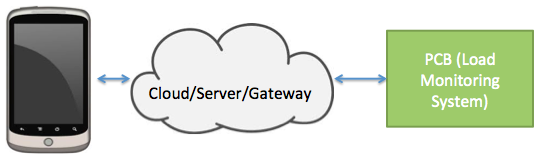 Cloud/Server/Gateway
PCB (Load
Monitoring
System)